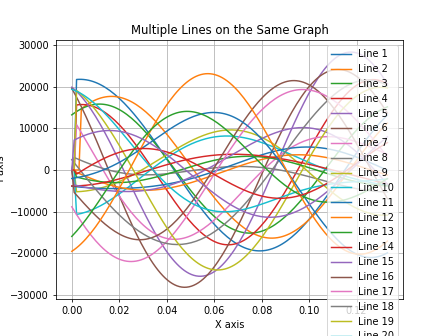 Multiple Lines on the Same Graph
30000
20000
10000
0
−10000
−20000
−30000
0.00
0.02
0.04
0.06
0.08
0.10
X axis
Line 1
Line 2
Line 3
Line 4
Line 5
Line 6
Line 7
Line 8
Line 9
Line 10
Line 11
Line 12
Line 13
Line 14
Line 15
Line 16
Line 17
Line 18
Line 19
Line 20